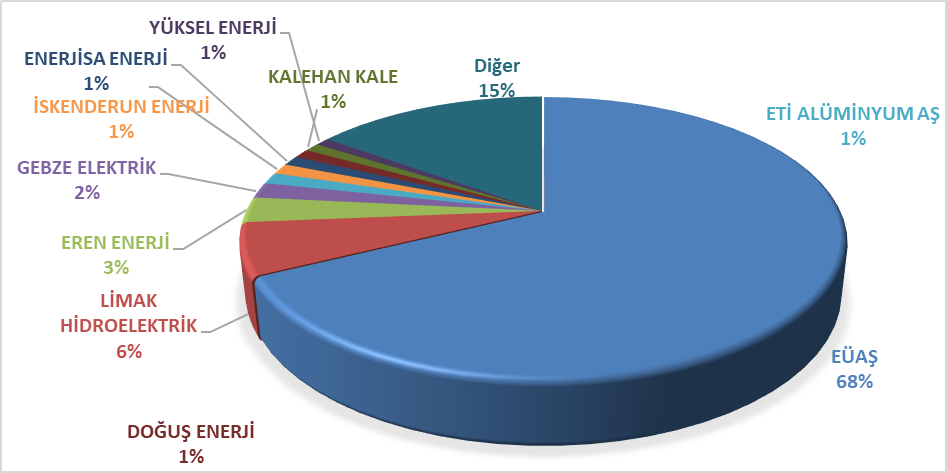 YÜKSEL ENERJİ
1%
ENERJİSA ENERJİ
1%
KALEHAN KALE
1%
Diğer
15%
İSKENDERUN ENERJİ
1%
ETİ ALÜMİNYUM AŞ
1%
GEBZE ELEKTRİK
2%
EREN ENERJİ
3%
LİMAK
HİDROELEKTRİK
6%
EÜAŞ
68%
DOĞUŞ ENERJİ
1%